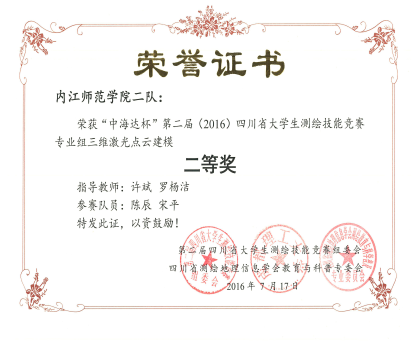 荣誉证书
内江师范学院二队：
荣获“中海达杯”第二届（2016）四川省大学生测绘技能竞赛
专业组三维激光点云建模
二等奖
指导教师：许斌 罗杨洁
参赛队员：陈辰 宋平
特发此证，以资鼓励！
第二届四川省大学生测绘技能竞赛组委会
四川省测绘地理信息学会教育与科普专委会
2016年7月17日